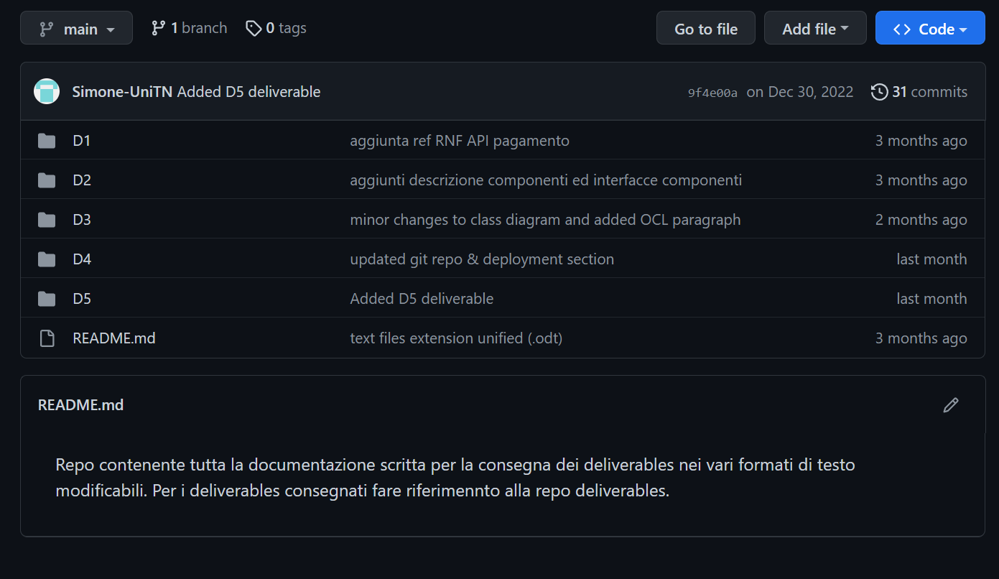 main 1 branch 0 tags Go to file Add file Code
Simone-UniTN Added D5 deliverable 9f4e00a on Dec 30, 2022 31 commits
D1 aggiunta ref RNF API pagamento 3 months ago
D2 aggiunti descrizione componenti ed interfacce componenti 3 months ago
D3 minor changes to class diagram and added OCL paragraph 2 months ago
D4 updated git repo & deployment section last month
D5 Added D5 deliverable last month
README.md text files extension unified (.odt) 3 months ago
README.md
Repo contenente tutta la documentazione scritta per la consegna dei deliverables nei vari formati di testo
modificabili. Per i deliverables consegnati fare riferimennto alla repo deliverables.